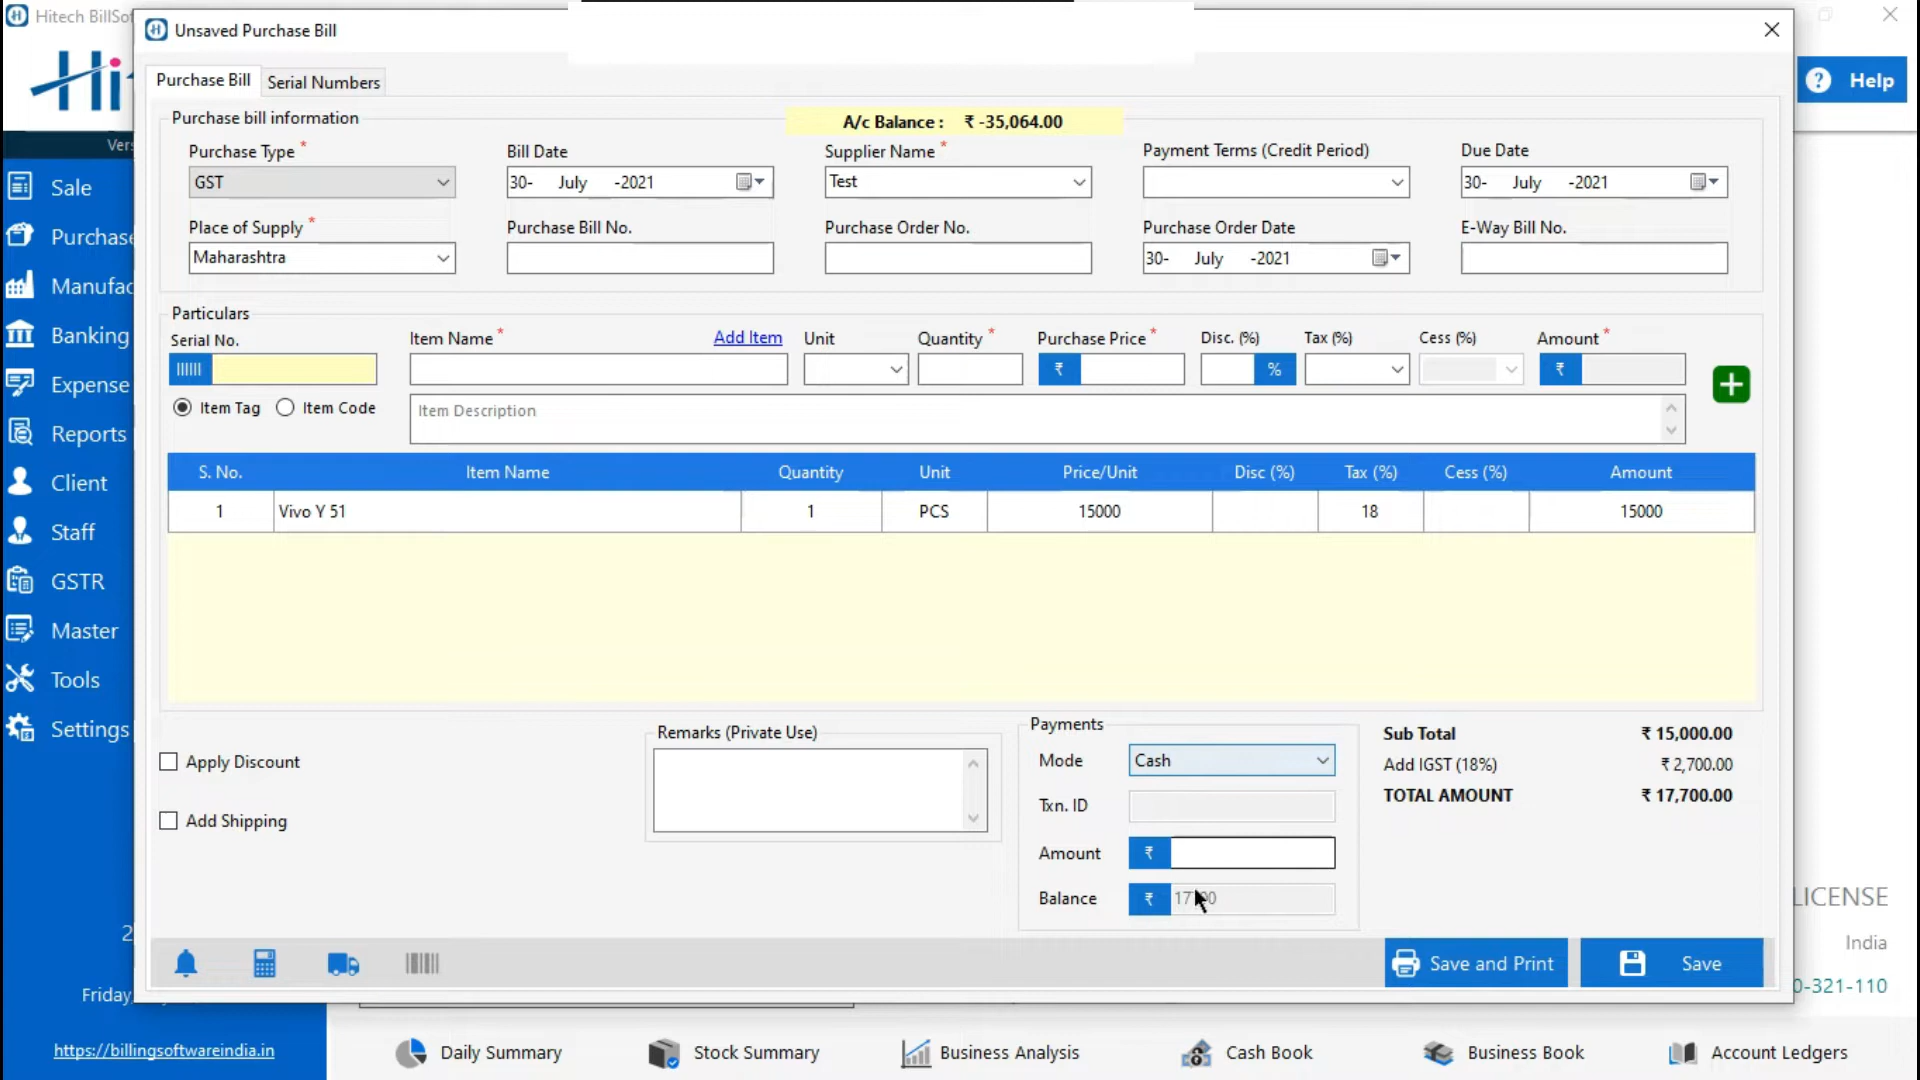 Hitech BillSof
Unsaved Purchase Bill
Help
Purchase Bill
Serial Numbers
Purchase bill information
A/c Balance : ₹ -35,064.00
Purchase Type *
Bill Date
Supplier Name *
Payment Terms (Credit Period)
Due Date
GST
30- July -2021
Test
30- July -2021
Place of Supply *
Purchase Bill No.
Purchase Order No.
Purchase Order Date
E-Way Bill No.
Maharashtra
30- July -2021
Particulars
Serial No.
Item Name *
Add Item
Unit
Quantity *
Purchase Price *
Disc. (%)
Tax (%)
Cess (%)
Amount *
₹
%
₹
Item Tag
Item Code
Item Description
S. No.
Item Name
Quantity
Unit
Price/Unit
Disc (%)
Tax (%)
Cess (%)
Amount
1
Vivo Y 51
1
PCS
15000
18
15000
Apply Discount
Add Shipping
Remarks (Private Use)
Payments
Mode
Cash
Txn. ID
Amount
₹
Balance
₹
Sub Total ₹ 15,000.00
Add IGST (18%) ₹ 2,700.00
TOTAL AMOUNT ₹ 17,700.00
Save and Print
Save
Hi
Vers
Sale
Purchase
Manufac
Banking
Expense
Reports
Client
Staff
GSTR
Master
Tools
Settings
2
Friday,
https://billingsoftwareindia.in
LICENSE
India
0-321-110
Daily Summary
Stock Summary
Business Analysis
Cash Book
Business Book
Account Ledgers